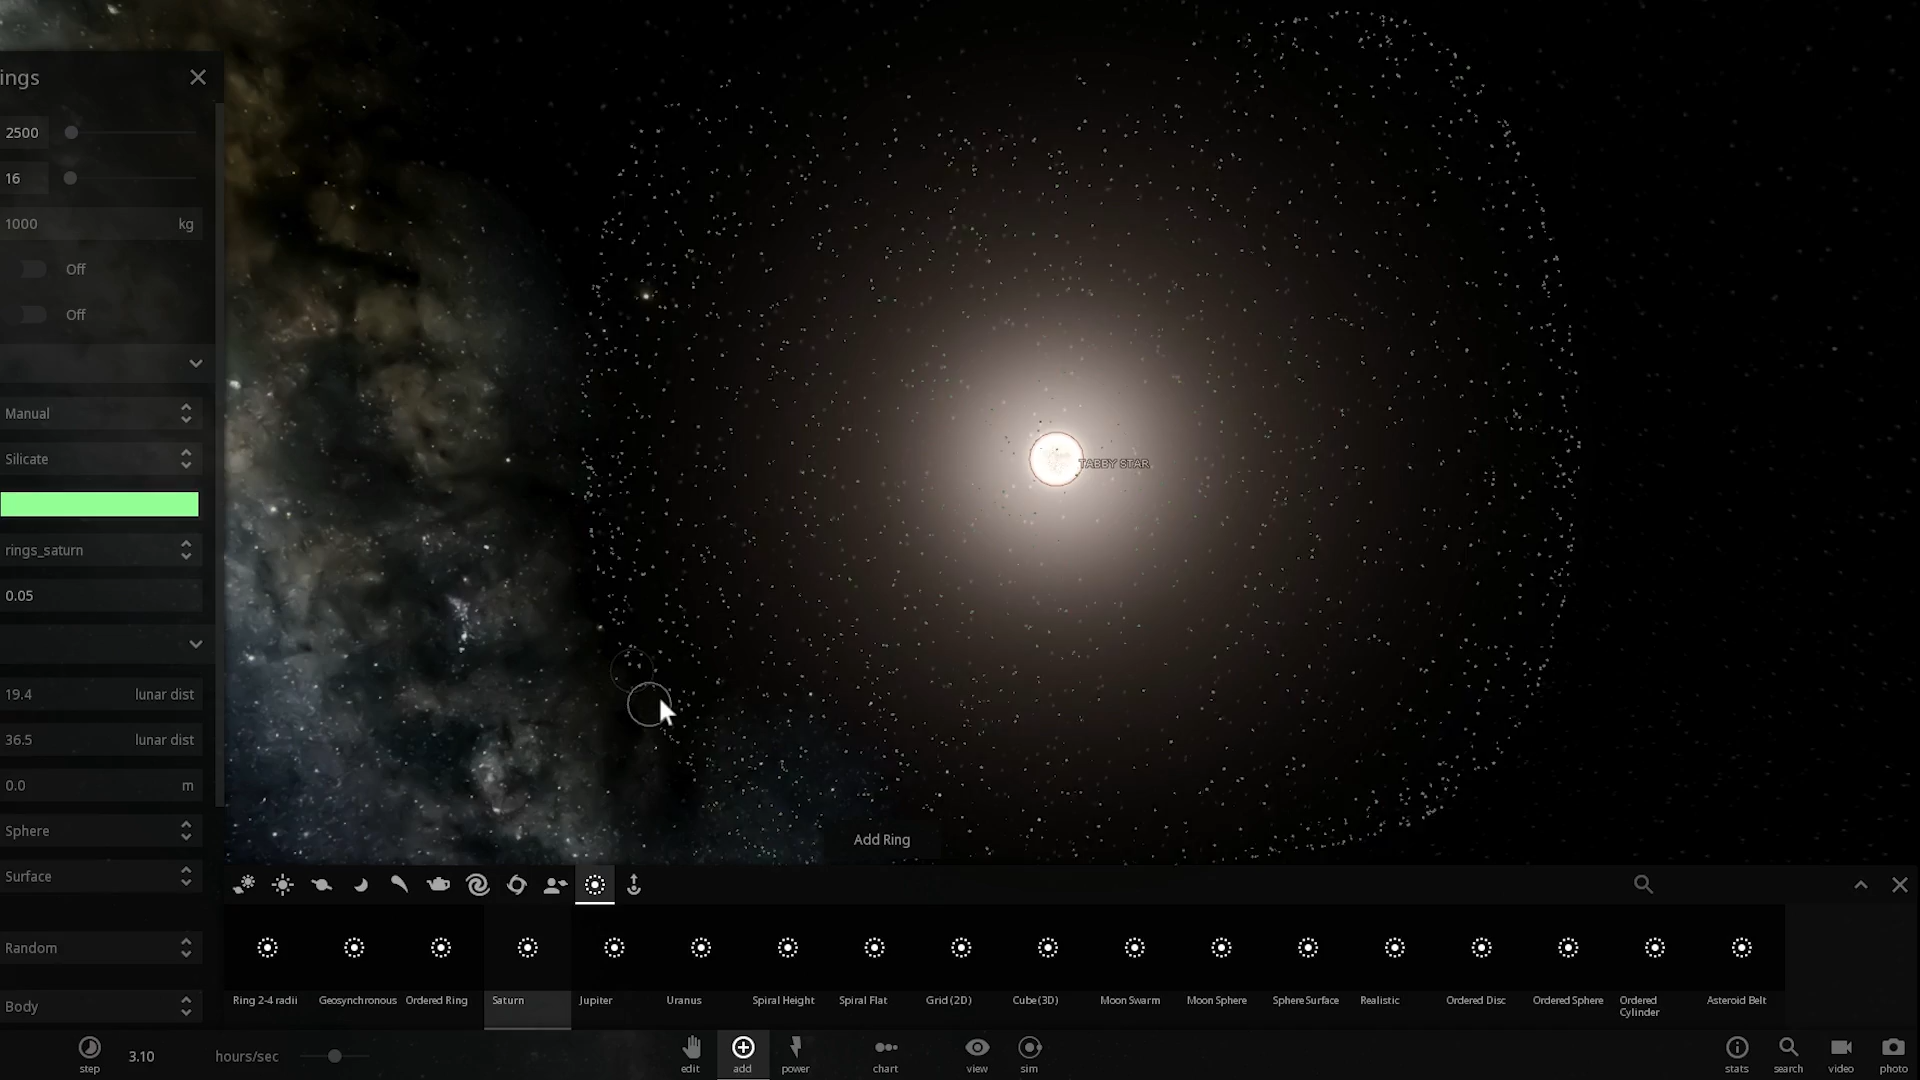 ings
2500
16
1000 kg
Off
Off
Manual
Silicate
rings_saturn
0.05
19.4 lunar dist
36.5 lunar dist
0.0 m
Sphere
Surface
Random
Body
TABBY STAR
Add Ring
Ring 2-4 radii
Geosynchronous
Ordered Ring
Saturn
Jupiter
Uranus
Spiral Height
Spiral Flat
Grid (2D)
Cube(3D)
Moon Swarm
Moon Sphere
Sphere Surface
Realistic
Ordered Disc
Ordered Sphere
Ordered
Cylinder
Asteroid Belt
step
3.10 hours/sec
edit
add
power
chart
view
sim
stats
search
video
photo